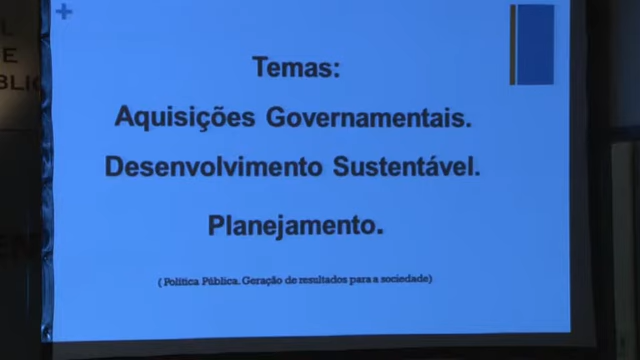 +
Temas:
Aquisições Governamentais.
Desenvolvimento Sustentável.
Planejamento.
( Política Pública. Geração de resultados para a sociedade)